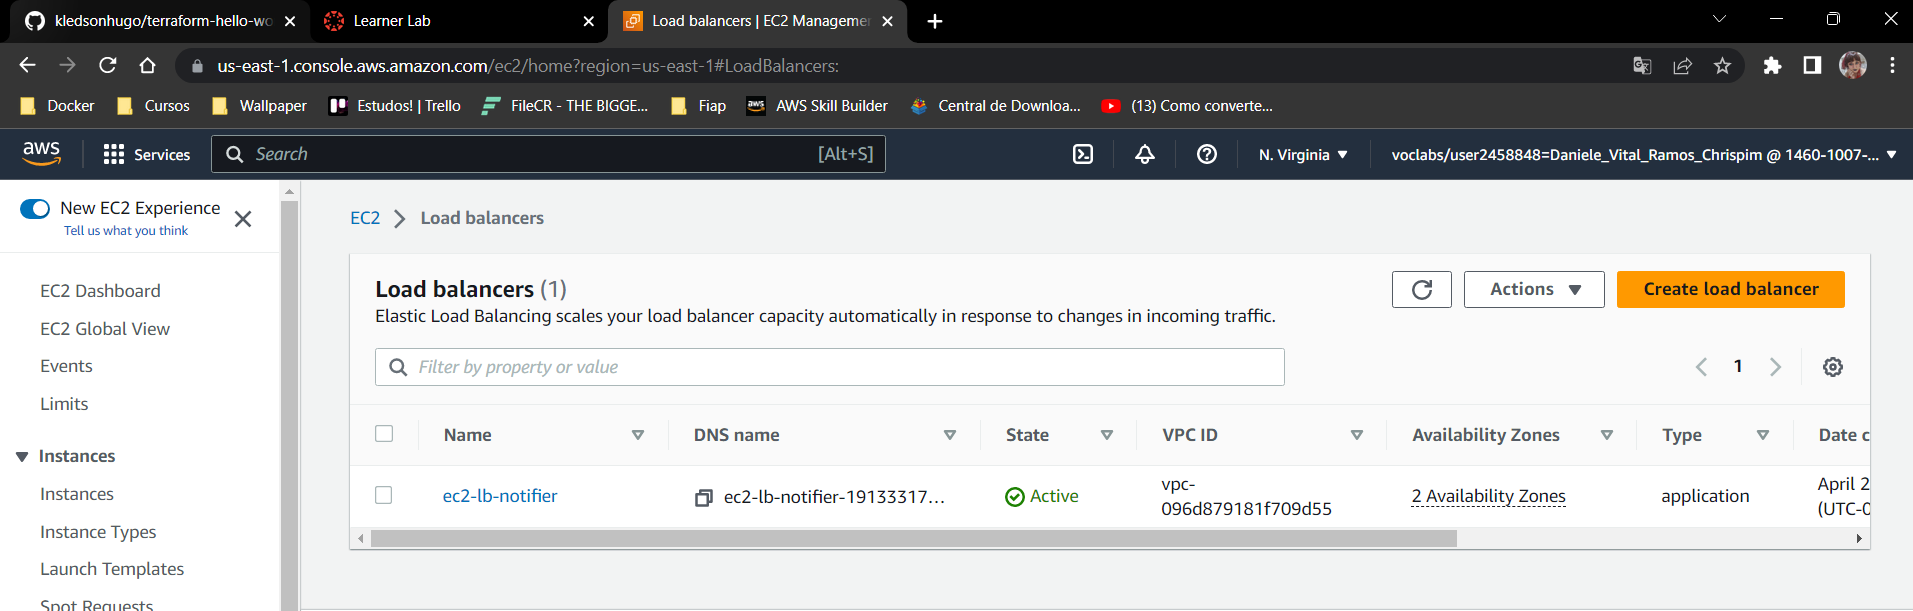 kledsonhugo/terraform-hello-wo
Learner Lab
Load balancers | EC2 Manageme
us-east-1.console.aws.amazon.com/ec2/home?region=us-east-1#LoadBalancers:
Docker
Cursos
Wallpaper
Estudos! | Trello
FileCR - THE BIGGE...
Fiap
aws
AWS Skill Builder
Central de Downloa...
(13) Como converte...
aws
Services
Search
[Alt+S]
N. Virginia
voclabs/user2458848=Daniele_Vital_Ramos_Chrispim @ 1460-1007-...
New EC2 Experience
Tell us what you think
EC2 Dashboard
EC2 Global View
Events
Limits
Instances
Instances
Instance Types
Launch Templates
Spot Requests
EC2
Load balancers
Load balancers (1)
Elastic Load Balancing scales your load balancer capacity automatically in response to changes in incoming traffic.
Actions
Create load balancer
Filter by property or value
1
Name
DNS name
State
VPC ID
Availability Zones
Type
Date c
ec2-lb-notifier
ec2-lb-notifier-19133317...
Active
vpc-
096d879181f709d55
2 Availability Zones
application
April 2
(UTC-0